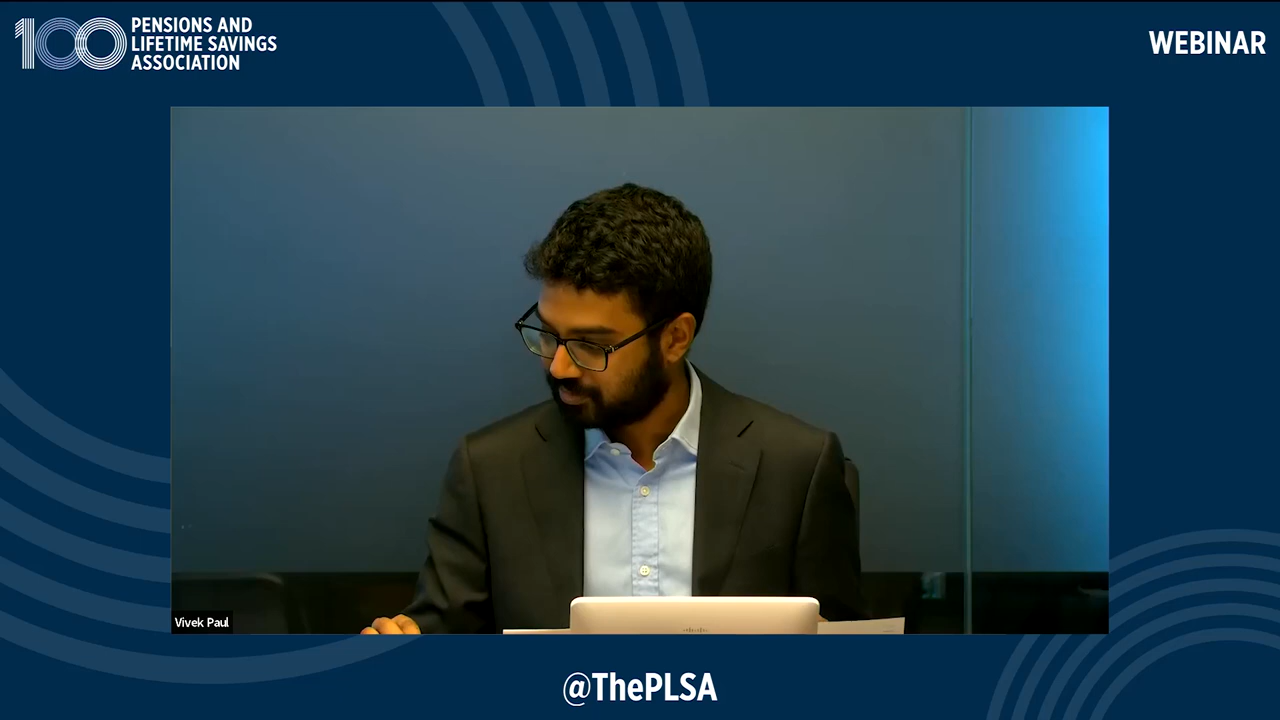 100 PENSIONS AND
LIFETIME SAVINGS
ASSOCIATION
WEBINAR
Vivek Paul
@ThePLSA